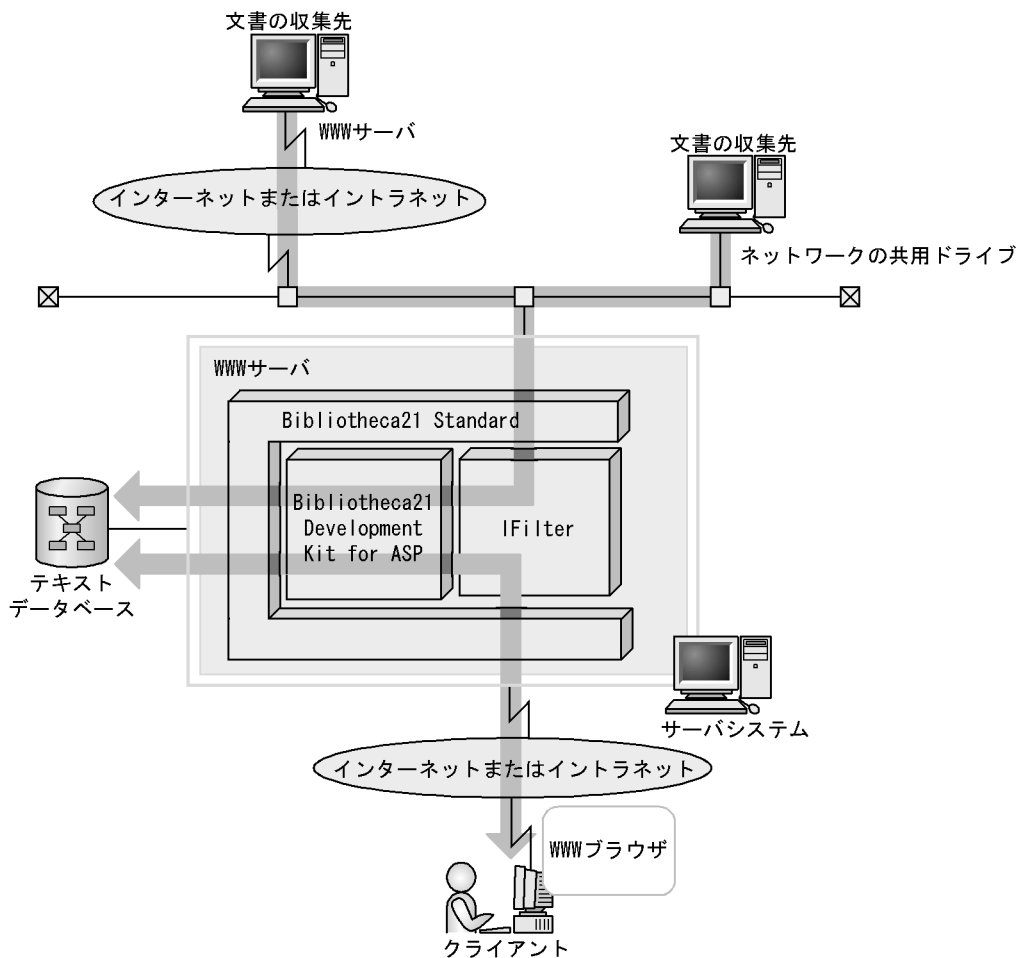 文書の収集先
WWWサーバ
文書の収集先
インターネットまたはイントラネット
ネットワークの共用ドライブ
WWWサーバ
Bibliotheca21 Standard
Bibliotheca21
Development
Kit for ASP
IFilter
テキスト
データベース
サーバシステム
インターネットまたはイントラネット
WWWブラウザ
クライアント